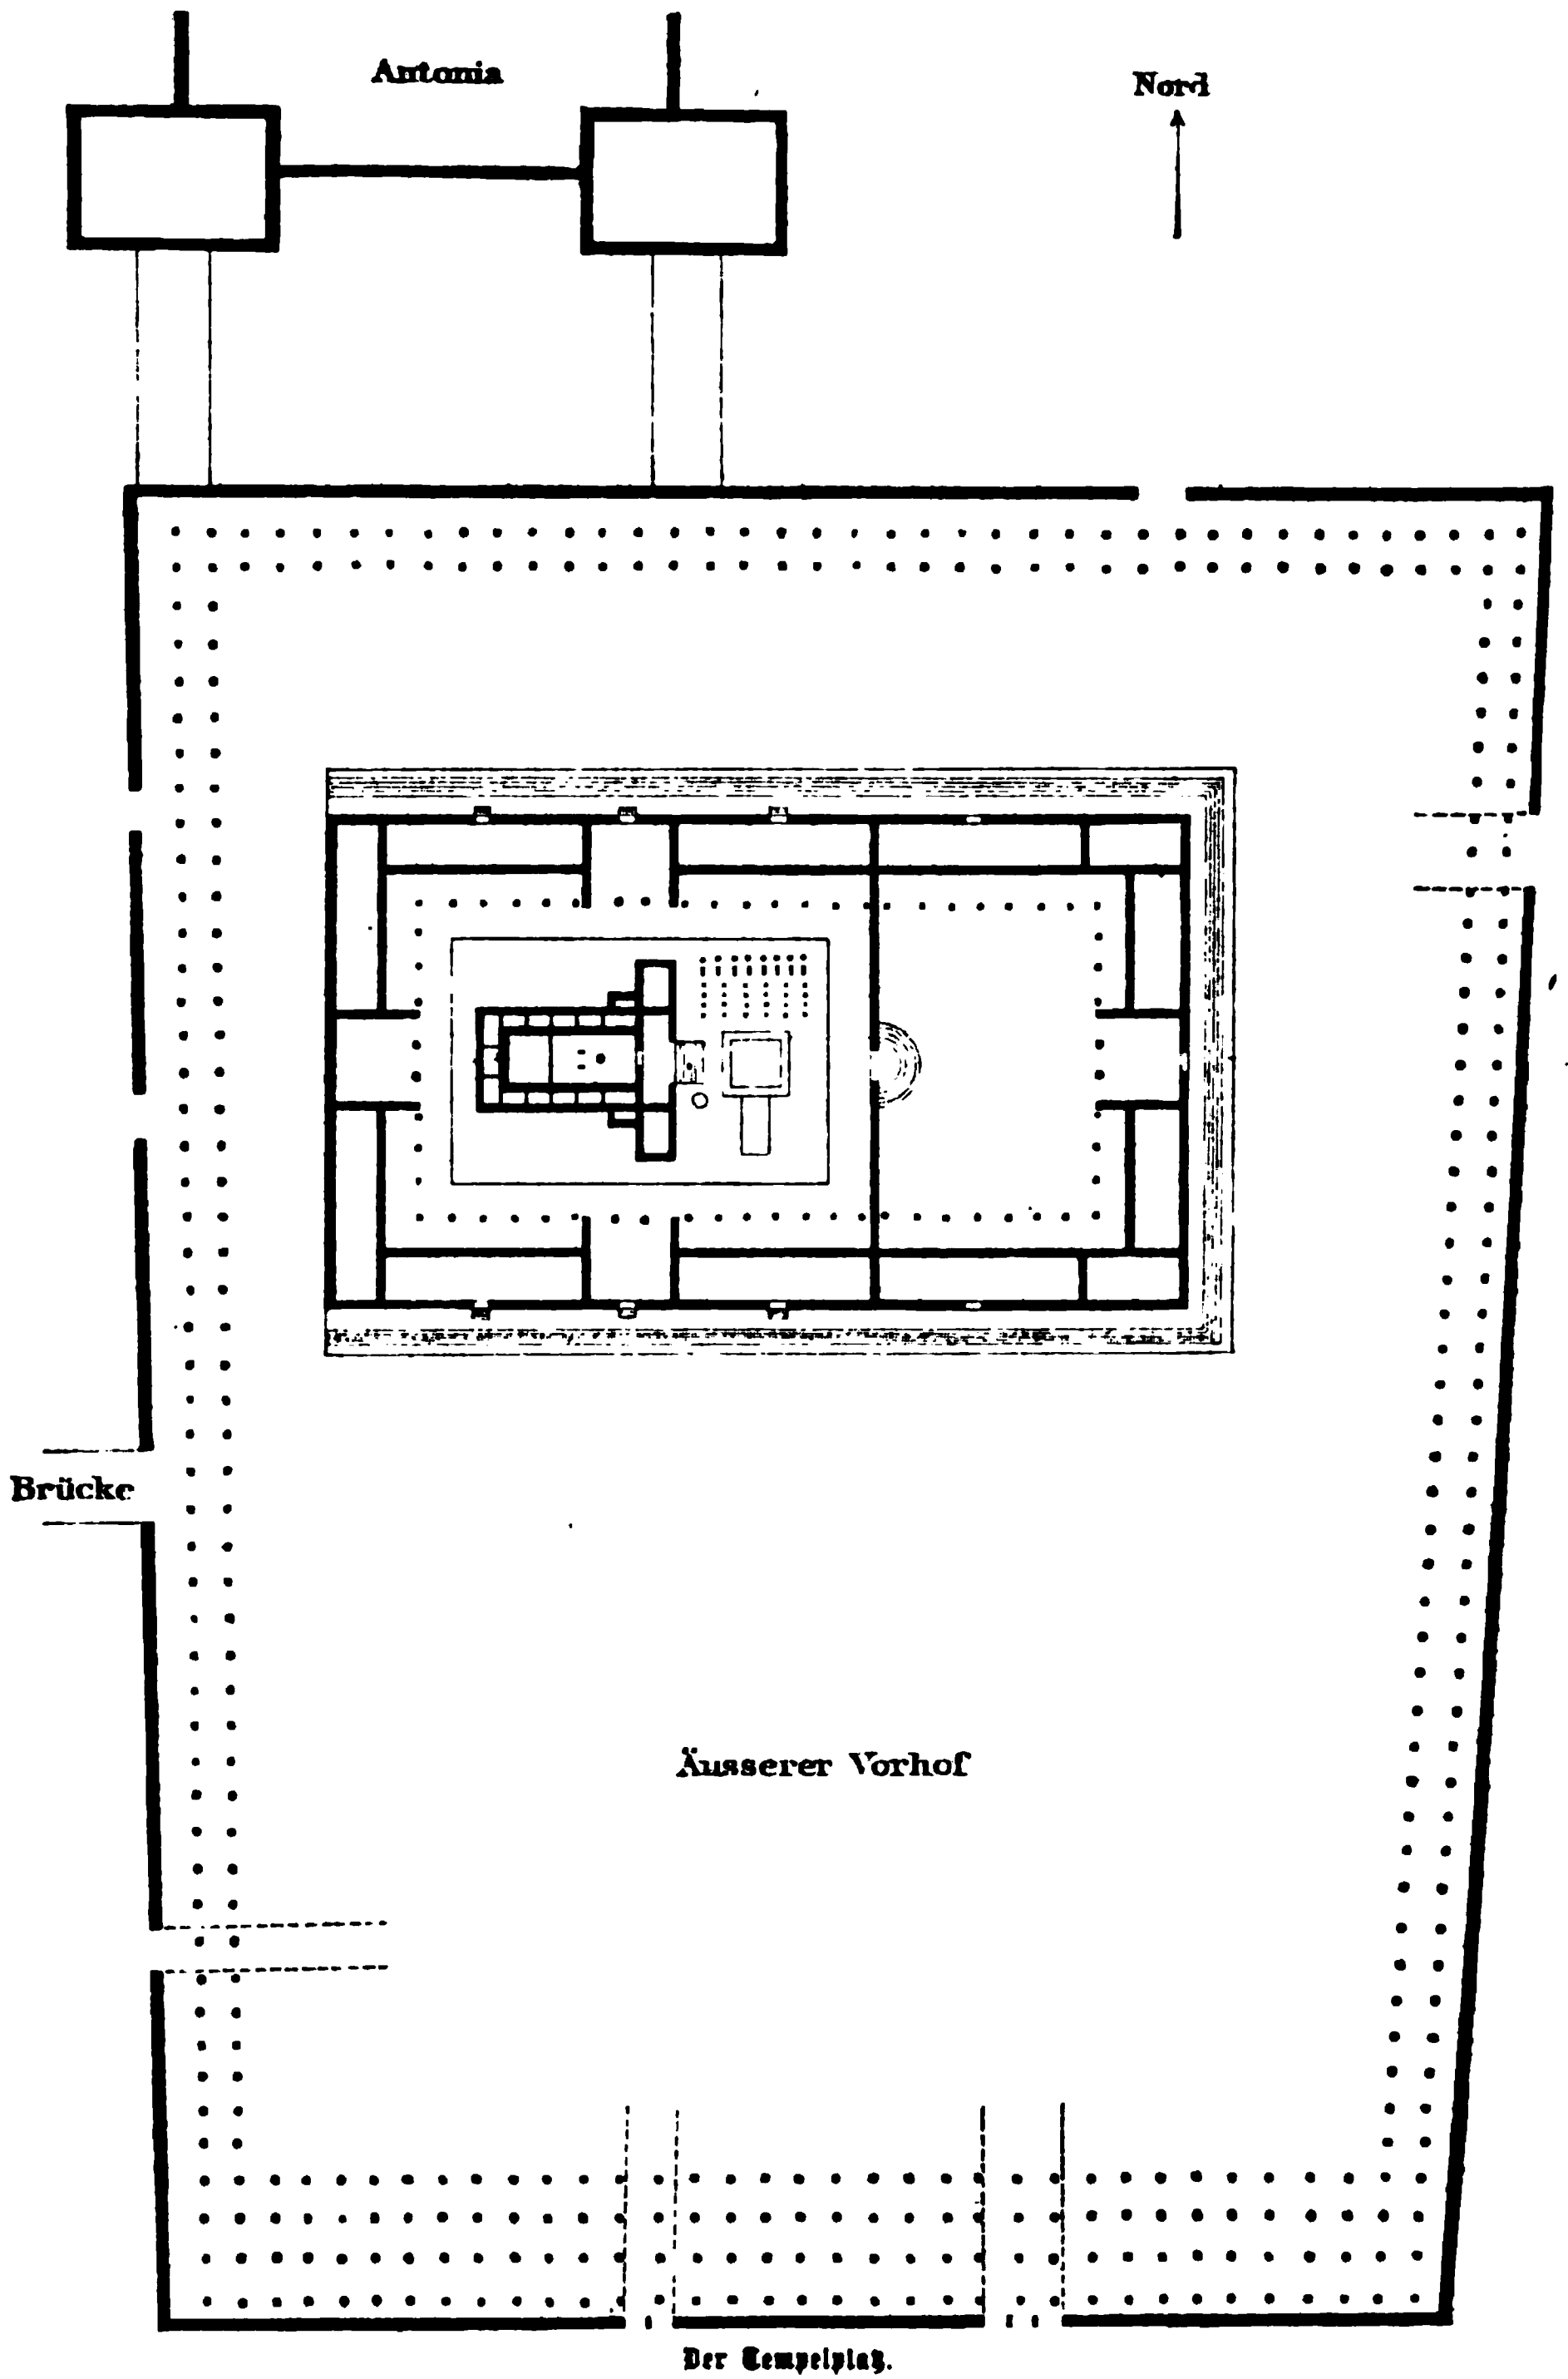 Antonia
Nord
Brücke
Äusserer Vorhof
Der Tempelplatz.